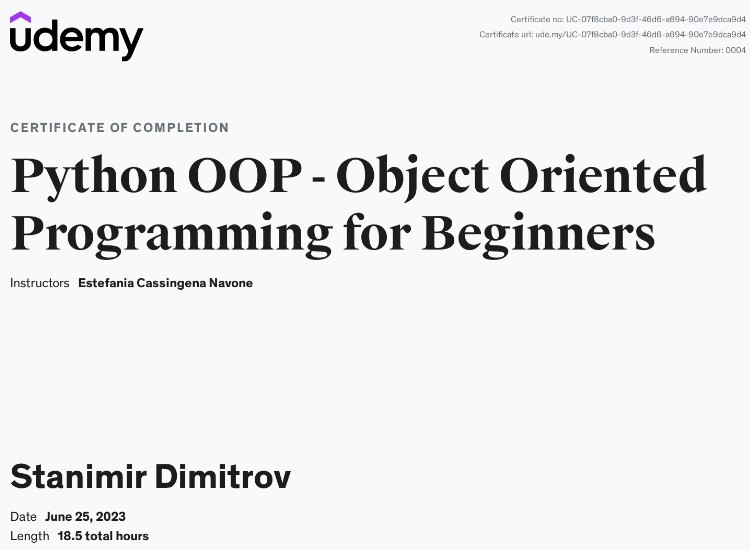 udemy
Certificate no: UC-07f8cba0-9d3f-46d6-a694-90e7e9dca9d4
Certificate url: ude.my/UC-07f8cba0-9d3f-46d6-a694-90e7e9dca9d4
Reference Number: 0004
CERTIFICATE OF COMPLETION
Python OOP - Object Oriented
Programming for Beginners
Instructors Estefania Cassingena Navone
Stanimir Dimitrov
Date June 25, 2023
Length 18.5 total hours